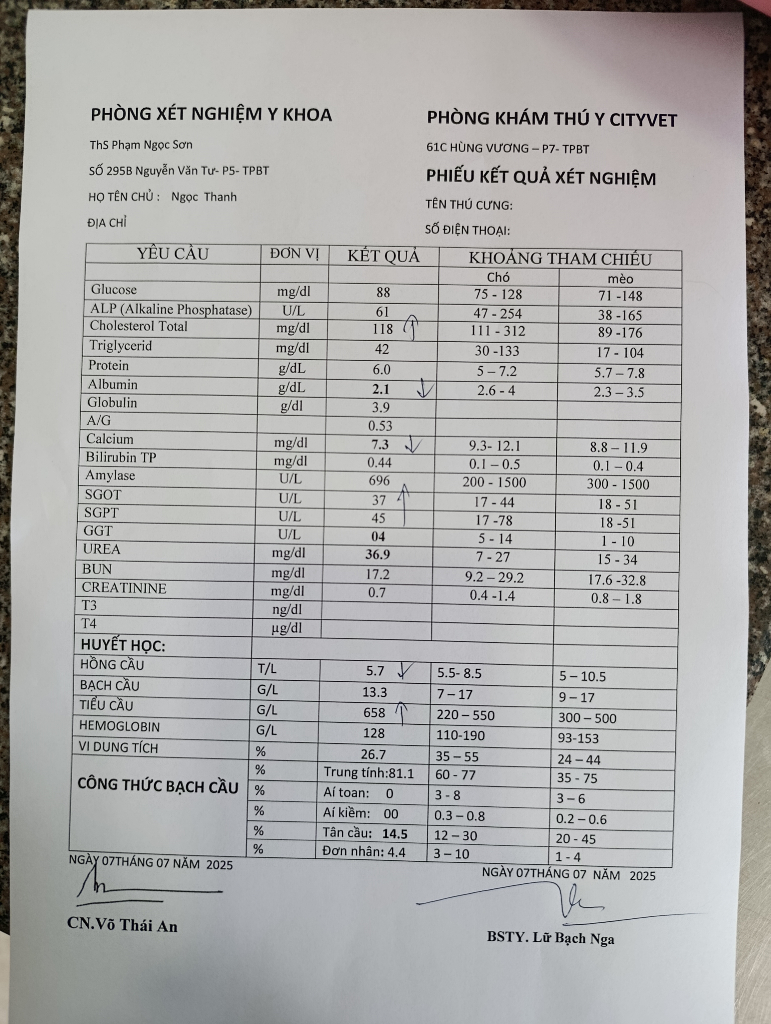 PHÒNG XÉT NGHIỆM Y KHOA
ThS Phạm Ngọc Sơn
SỐ 295B Nguyễn Văn Tư- P5- TPBT
HỌ TÊN CHỦ : Ngọc Thanh
ĐỊA CHỈ
PHÒNG KHÁM THÚ Y CITYVET
61C HÙNG VƯƠNG – P7- TPBT
PHIẾU KẾT QUẢ XÉT NGHIỆM
TÊN THÚ CƯNG:
SỐ ĐIỆN THOẠI:
YÊU CẦU ĐƠN VỊ KẾT QUẢ KHOẢNG THAM CHIẾU
Chó mèo
Glucose mg/dl 88 75 - 128 71 -148
ALP (Alkaline Phosphatase) U/L 61 47 - 254 38 -165
Cholesterol Total mg/dl 118 ↑ 111 - 312 89 -176
Triglycerid mg/dl 42 30 -133 17 - 104
Protein g/dL 6.0 5 – 7.2 5.7 – 7.8
Albumin g/dL 2.1 ↓ 2.6 - 4 2.3 – 3.5
Globulin g/dl 3.9
A/G 0.53
Calcium mg/dl 7.3 ↓ 9.3- 12.1 8.8 – 11.9
Bilirubin TP mg/dl 0.44 0.1 – 0.5 0.1 – 0.4
Amylase U/L 696 200 - 1500 300 - 1500
SGOT U/L 37 ↑ 17 - 44 18 - 51
SGPT U/L 45 17 -78 18 -51
GGT U/L 04 5 - 14 1 - 10
UREA mg/dl 36.9 7 - 27 15 - 34
BUN mg/dl 17.2 9.2 – 29.2 17.6 -32.8
CREATININE mg/dl 0.7 0.4 -1.4 0.8 – 1.8
T3 ng/dl
T4 µg/dl
HUYẾT HỌC:
HỒNG CẦU T/L 5.7 ↓ 5.5- 8.5 5 – 10.5
BẠCH CẦU G/L 13.3 7 – 17 9 – 17
TIỂU CẦU G/L 658 ↑ 220 – 550 300 – 500
HEMOGLOBIN G/L 128 110-190 93-153
VI DUNG TÍCH % 26.7 35 – 55 24 – 44
CÔNG THỨC BẠCH CẦU % Trung tính:81.1 60 - 77 35 - 75
% Aí toan: 0 3 - 8 3 – 6
% Aí kiềm: 00 0.3 – 0.8 0.2 – 0.6
% Tân cầu: 14.5 12 – 30 20 - 45
% Đơn nhân: 4.4 3 – 10 1 - 4
NGÀY 07THÁNG 07 NĂM 2025
CN.Võ Thái An
NGÀY 07THÁNG 07 NĂM 2025
BSTY. Lữ Bạch Nga